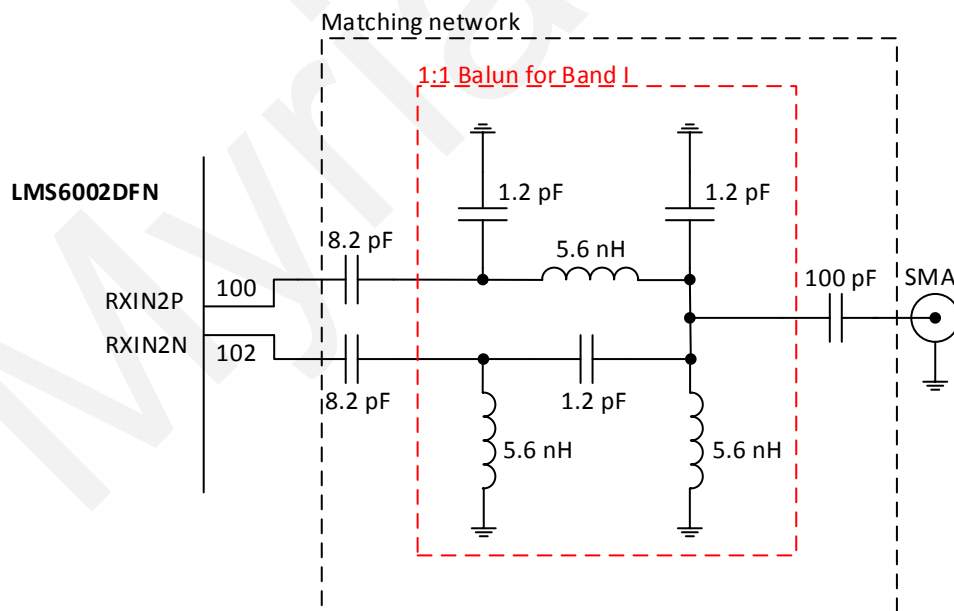 Matching network
1:1 Balun for Band I
LMS6002DFN
1.2 pF
1.2 pF
8.2 pF
5.6 nH
100 pF
SMA
RXIN2P
100
RXIN2N
102
8.2 pF
1.2 pF
5.6 nH
5.6 nH